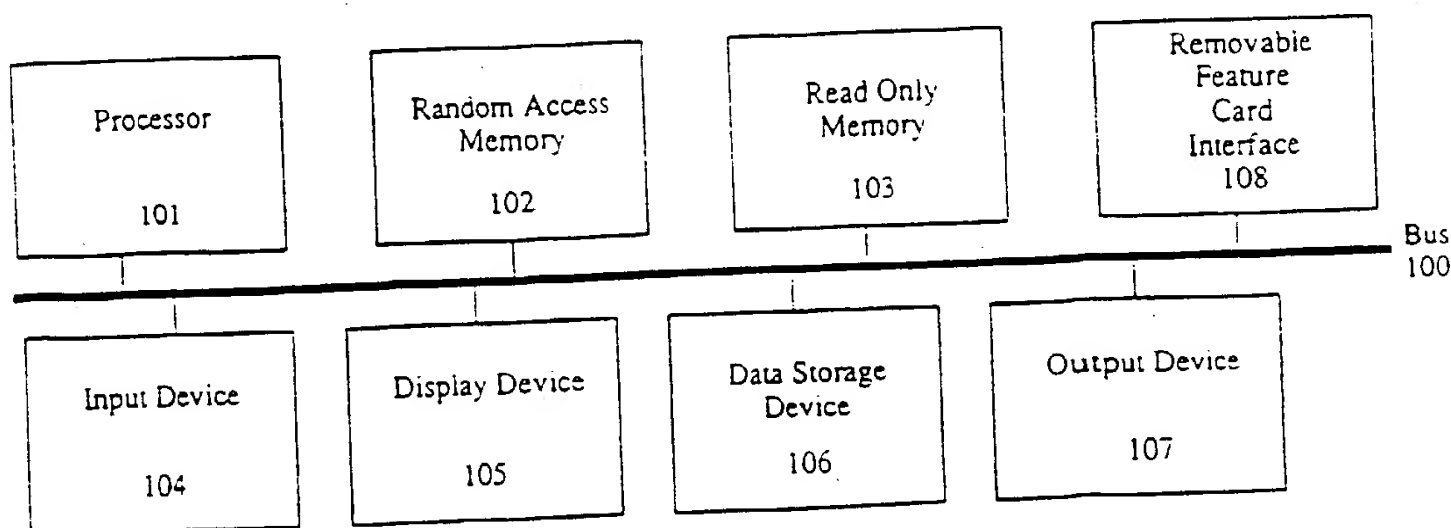 Processor
101
Random Access
Memory
102
Read Only
Memory
103
Removable
Feature
Card
Interface
108
Bus
100
Input Device
104
Display Device
105
Data Storage
Device
106
Output Device
107